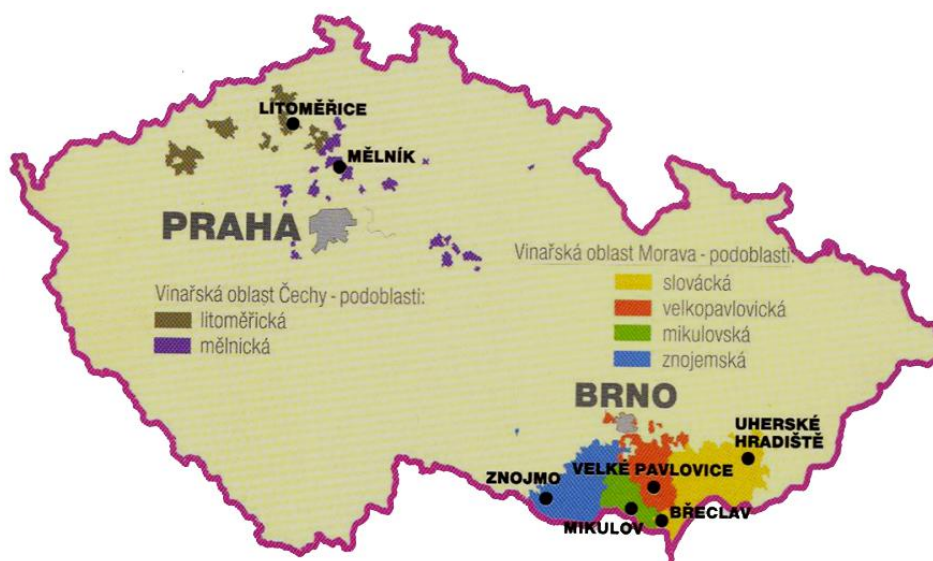 LITOMĚŘICE
MĚLNÍK
PRAHA
Vinařská oblast Čechy - podoblasti:
litoměřická
mělnická
Vinařská oblast Morava - podoblasti:
slovácká
velkopavlovická
mikulovská
znojemská
BRNO
UHERSKÉ
HRADIŠTĚ
VELKÉ PAVLOVICE
ZNOJMO
BŘECLAV
MIKULOV